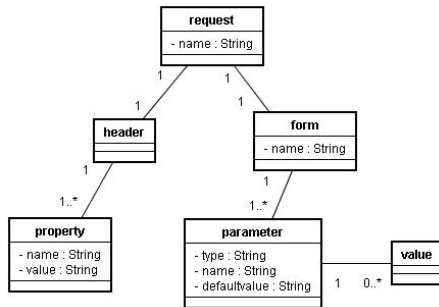 request
- name : String
1
1
1
1
header
form
- name : String
1
1
1..*
1..*
property
- name : String
- value : String
parameter
- type : String
- name : String
- defaultvalue : String
value
1
0..*